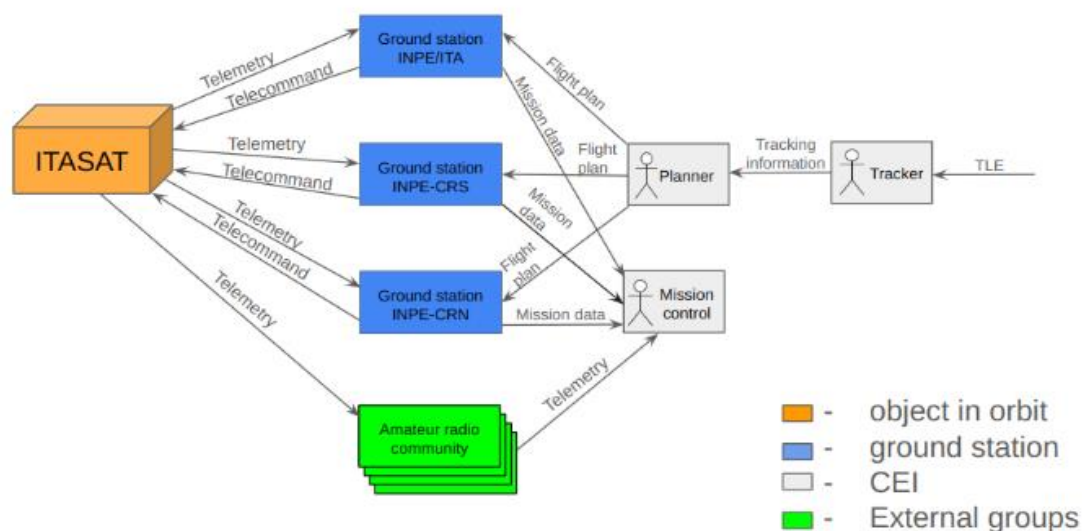 Ground station
INPE/ITA
Telemetry
Telecommand
Flight plan
Mission data
ITASAT
Telemetry
Telecommand
Ground station
INPE-CRS
Flight
plan
Planner
Tracking
information
Tracker
TLE
Mission
data
Telemetry
Telecommand
Flight
plan
Ground station
INPE-CRN
Mission data
Mission
control
Telemetry
Telemetry
Amateur radio
community
- object in orbit
- ground station
- CEI
- External groups